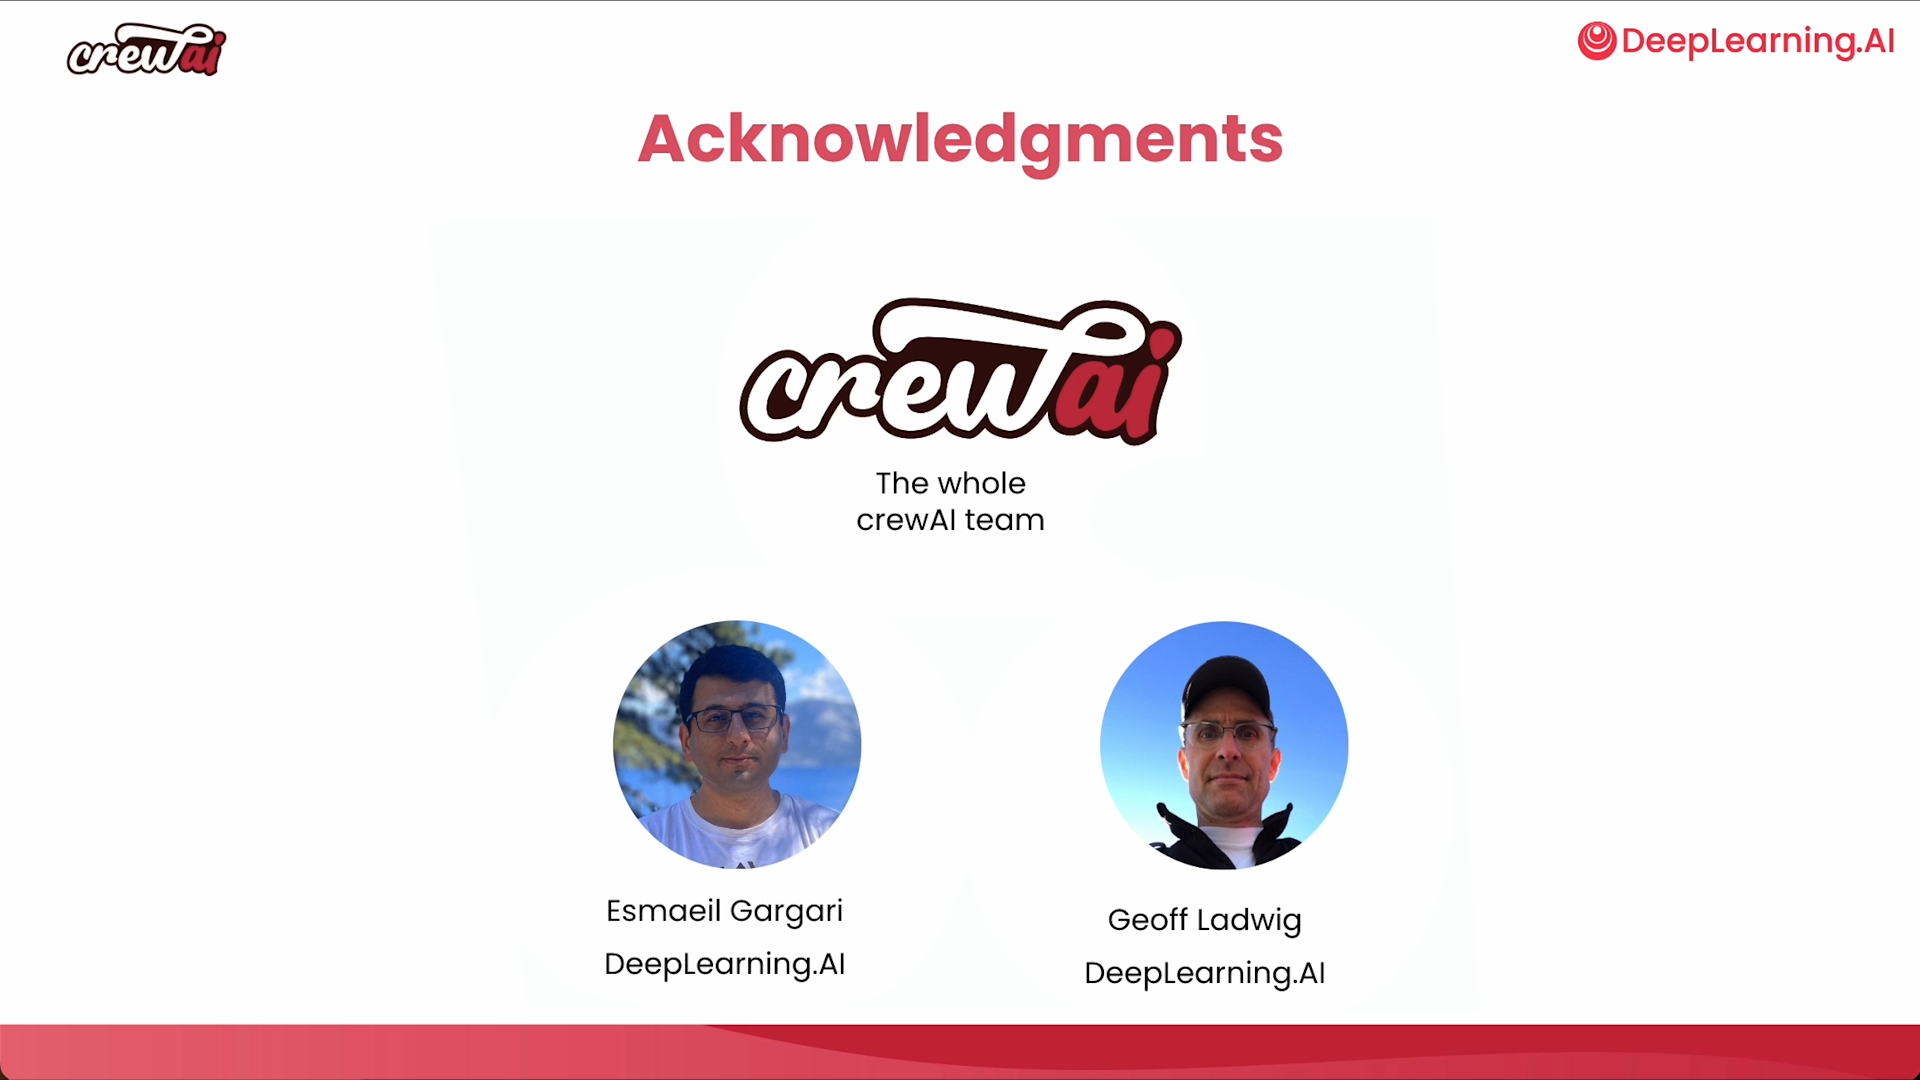 crewai
DeepLearning.AI
Acknowledgments
crewai
The whole
crewAI team
Esmaeil Gargari
DeepLearning.AI
Geoff Ladwig
DeepLearning.AI